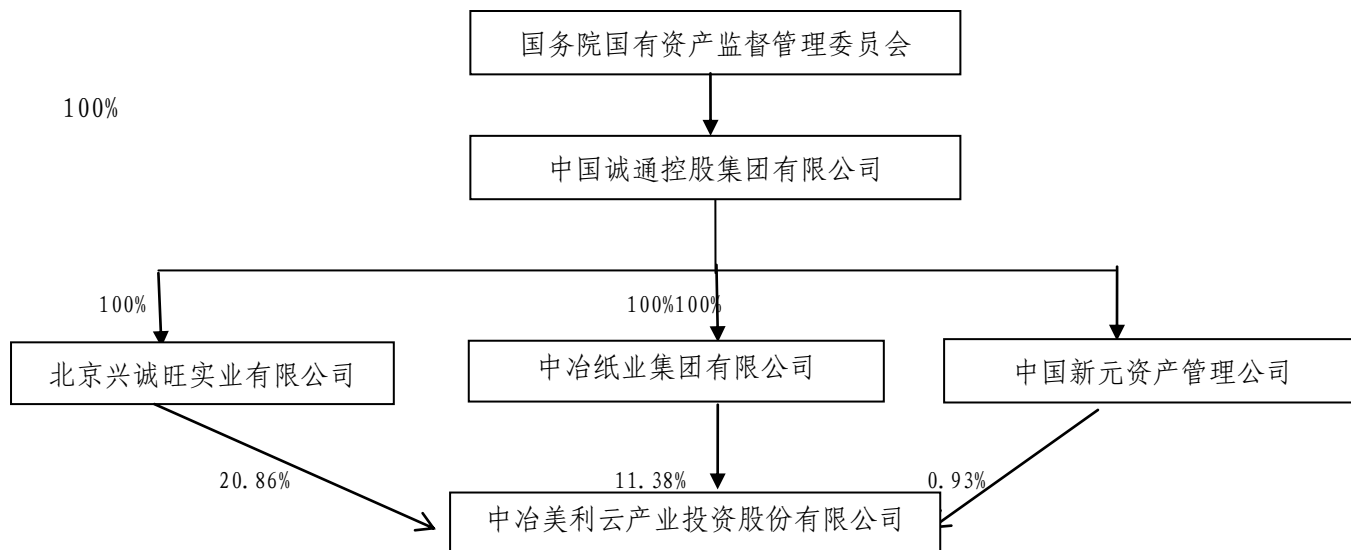 国务院国有资产监督管理委员会
100%
中国诚通控股集团有限公司
100%
100%100%
北京兴诚旺实业有限公司
中冶纸业集团有限公司
中国新元资产管理公司
20.86%
11.38%
0.93%
中冶美利云产业投资股份有限公司